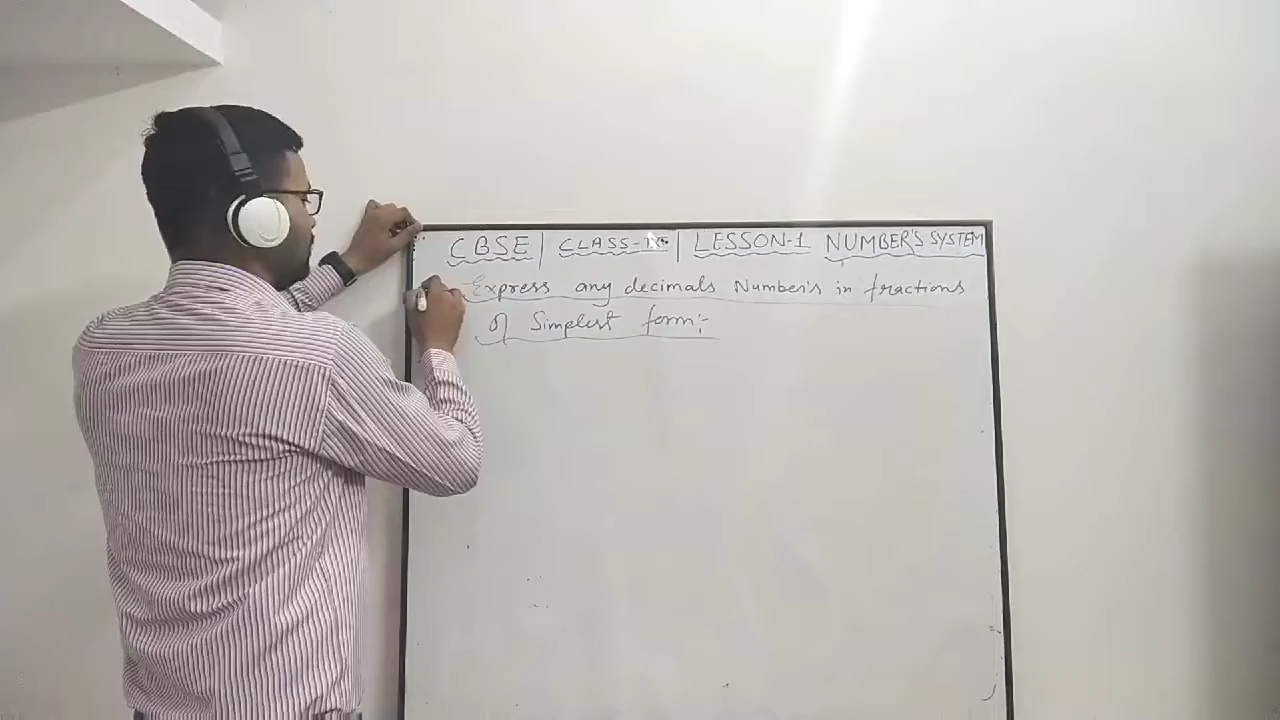 CBSE | CLASS-IX | LESSON-1 NUMBER'S SYSTEM
Express any decimals Number's in fractions
of Simplest form:-